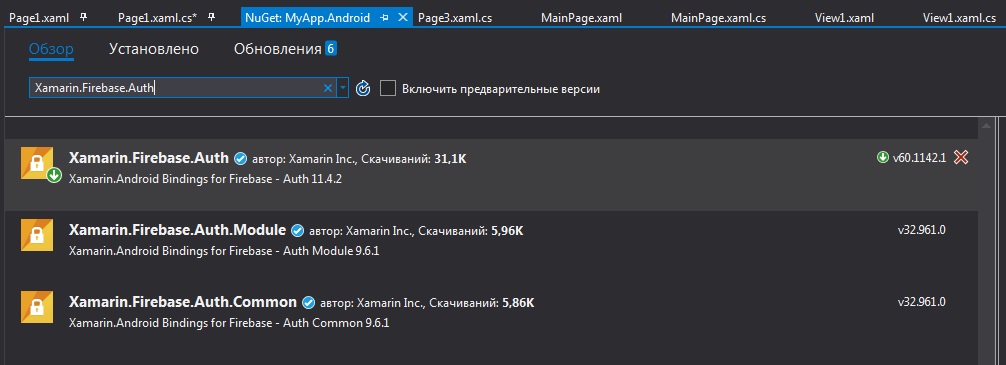 Page1.xaml Page1.xaml.cs* NuGet: MyApp.Android Page3.xaml.cs MainPage.xaml MainPage.xaml.cs View1.xaml View1.xaml.cs
Обзор Установлено Обновления 6
Xamarin.Firebase.Auth Включить предварительные версии
Xamarin.Firebase.Auth автор: Xamarin Inc., Скачиваний: 31,1K v60.1142.1
Xamarin.Android Bindings for Firebase - Auth 11.4.2
Xamarin.Firebase.Auth.Module автор: Xamarin Inc., Скачиваний: 5,96K v32.961.0
Xamarin.Android Bindings for Firebase - Auth Module 9.6.1
Xamarin.Firebase.Auth.Common автор: Xamarin Inc., Скачиваний: 5,86K v32.961.0
Xamarin.Android Bindings for Firebase - Auth Common 9.6.1